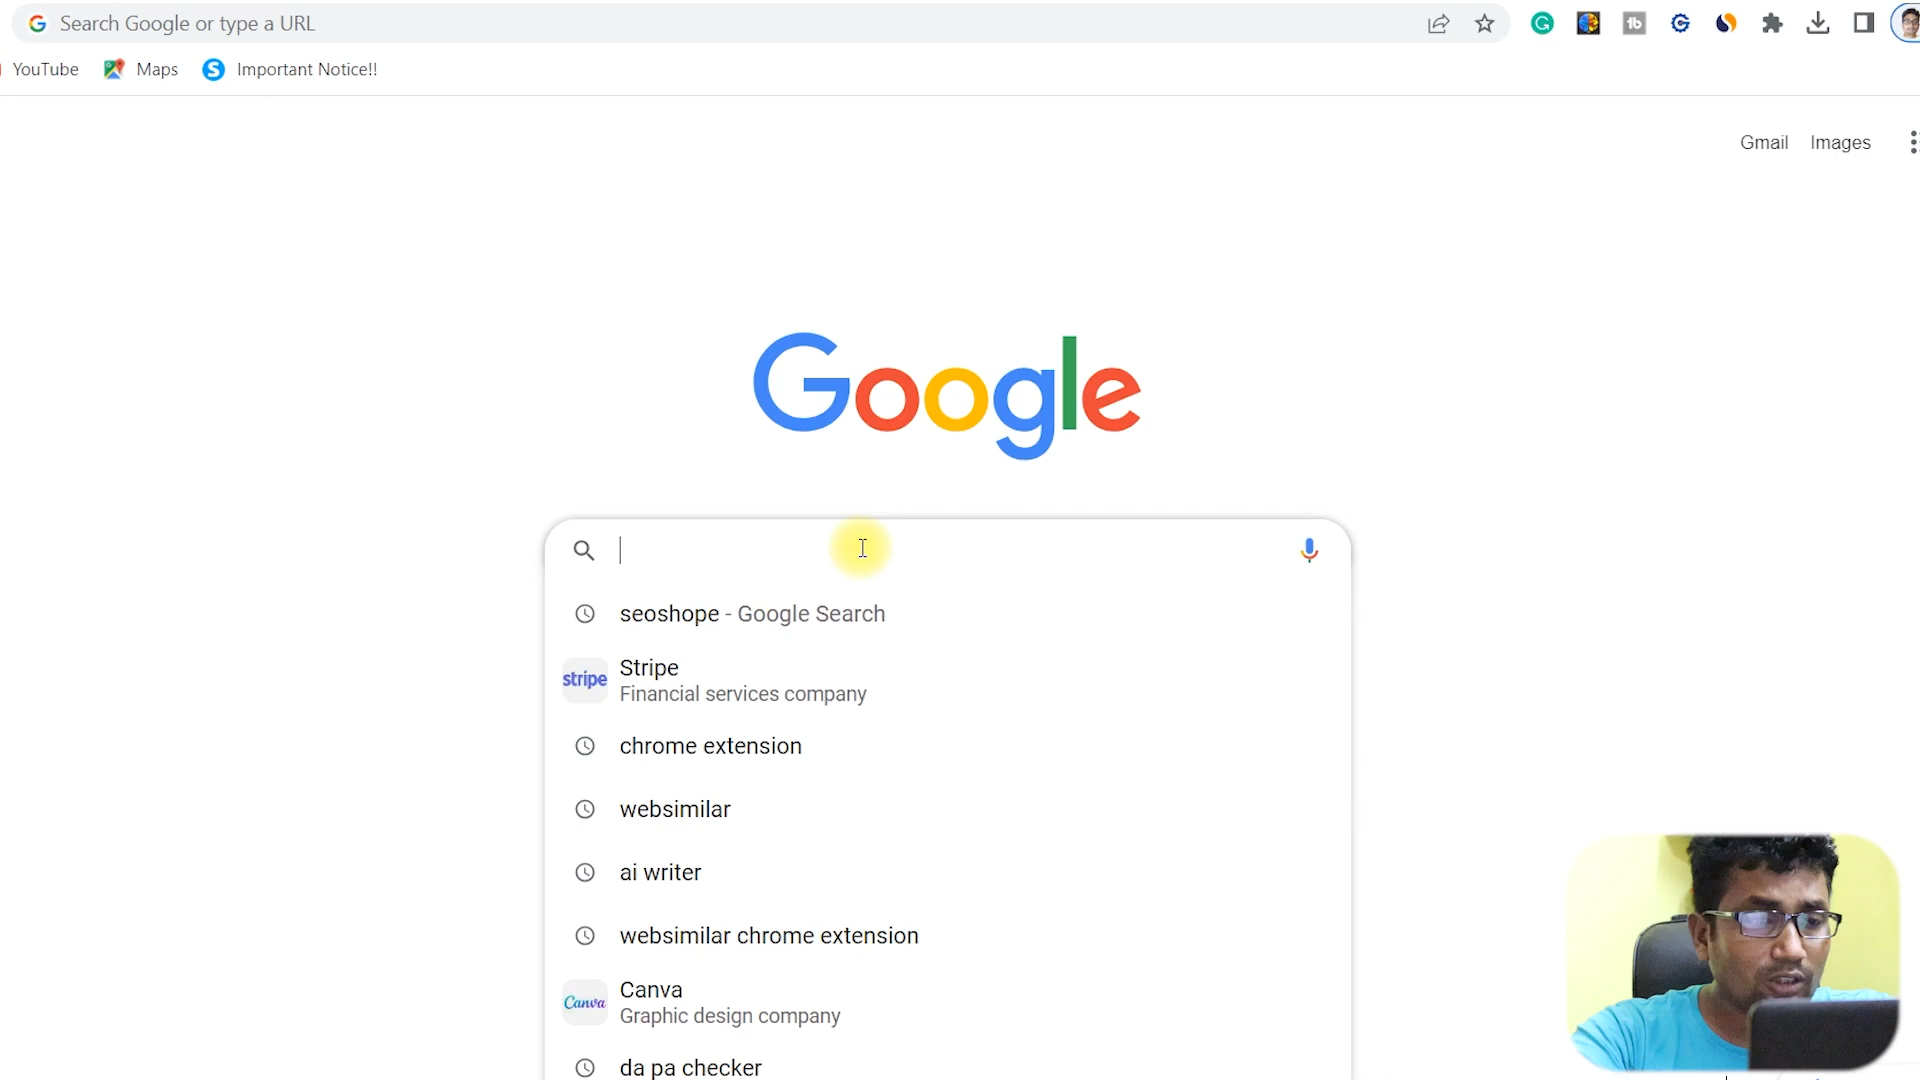 Search Google or type a URL
YouTube Maps Important Notice!!
Gmail Images
Google
seoshope - Google Search
stripe Stripe
Financial services company
chrome extension
websimilar
ai writer
websimilar chrome extension
Canva Canva
Graphic design company
da pa checker